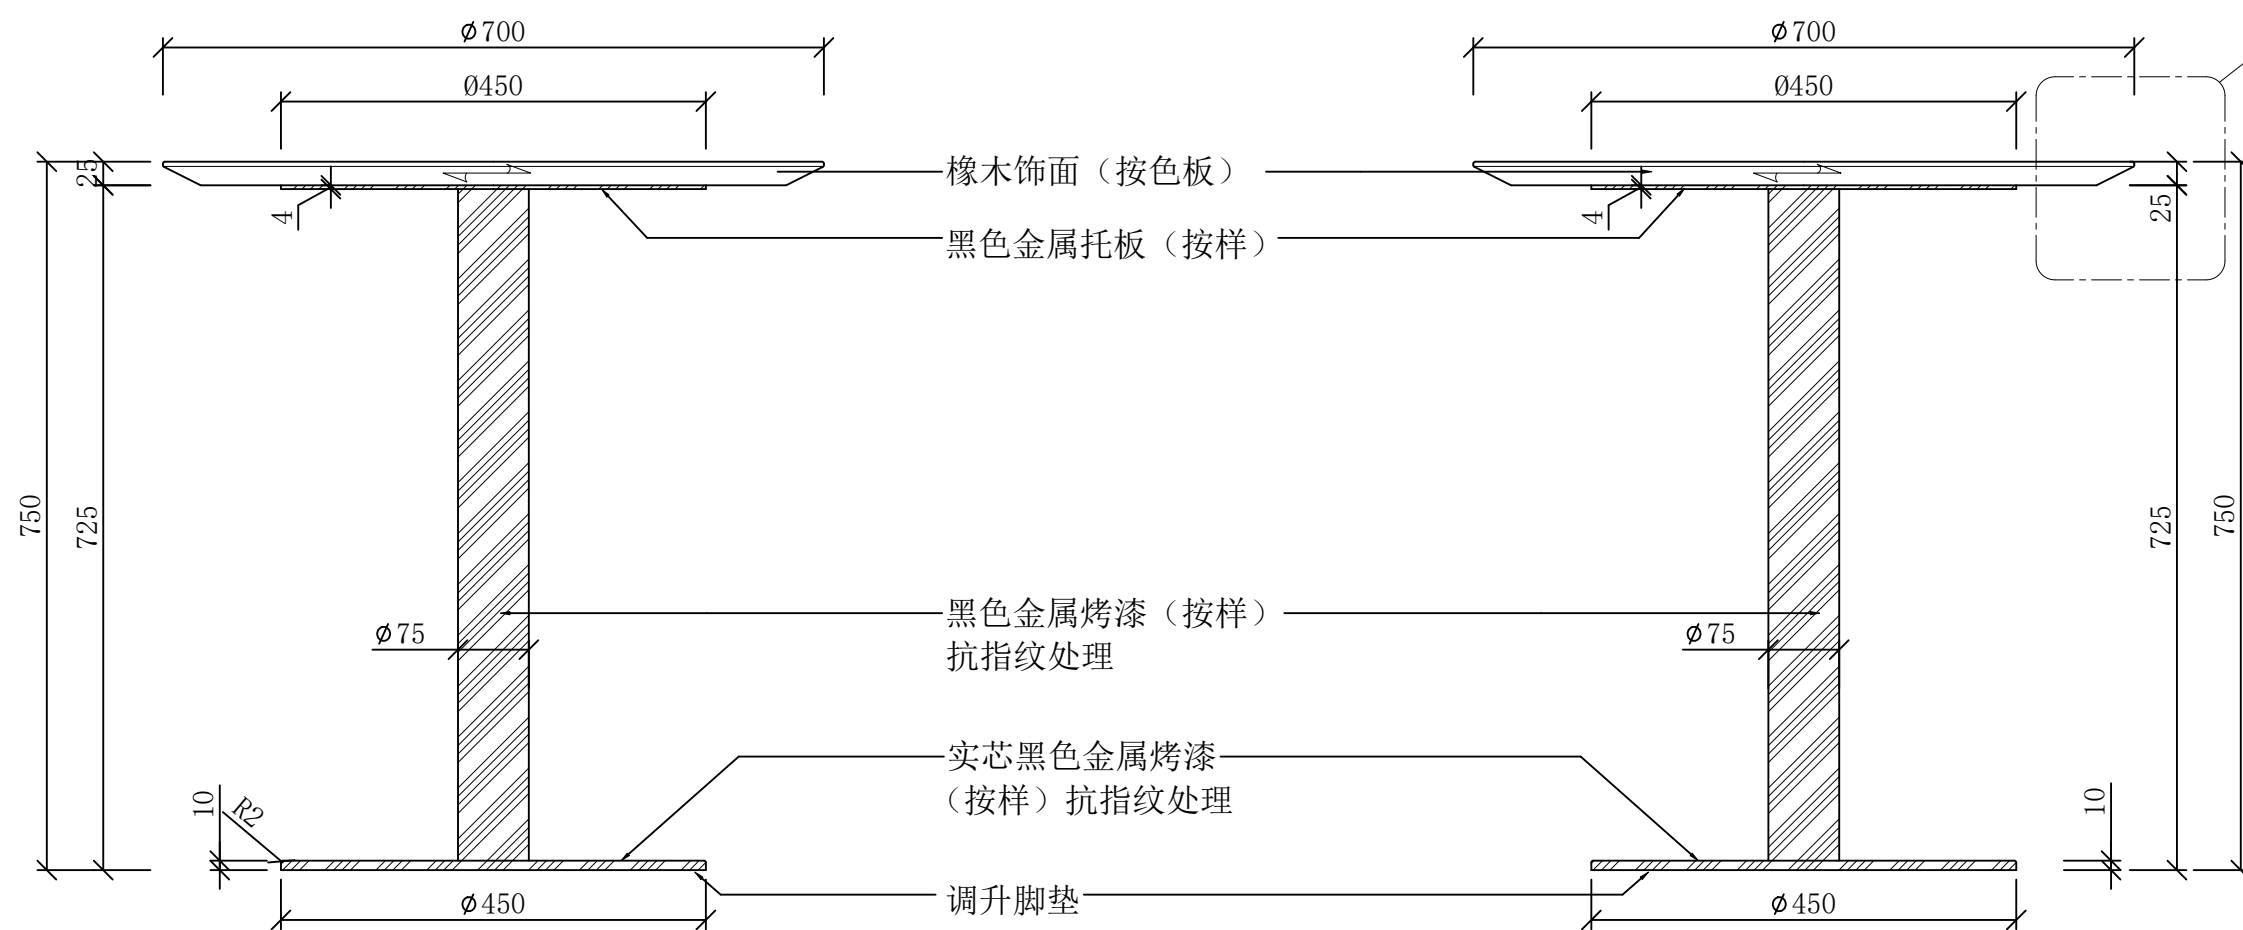 ø700
ø700
Ø450
Ø450
25
橡木饰面（按色板）
4
4
25
黑色金属托板（按样）
750
725
725
750
黑色金属烤漆（按样）
抗指纹处理
ø75
ø75
实芯黑色金属烤漆
（按样）抗指纹处理
10
R2
10
调升脚垫
ø450
ø450